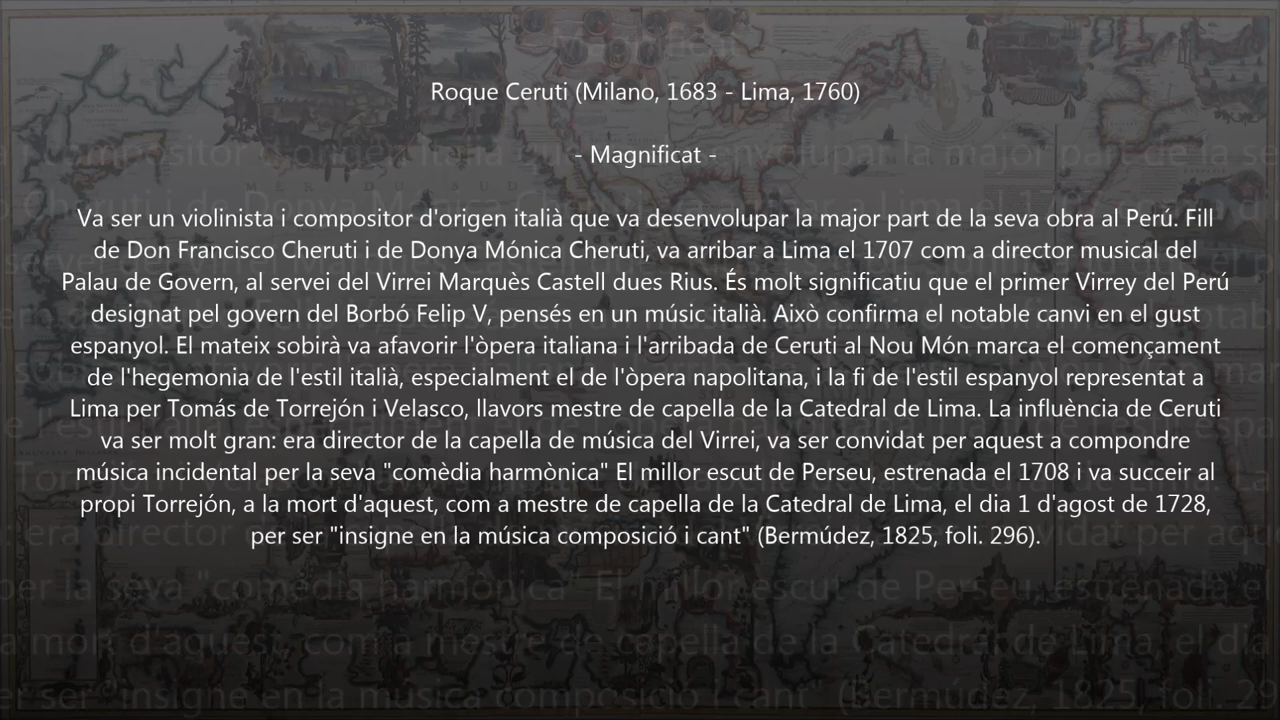 Roque Ceruti (Milano, 1683 - Lima, 1760)
- Magnificat -
Va ser un violinista i compositor d'origen italià que va desenvolupar la major part de la seva obra al Perú. Fill
de Don Francisco Cheruti i de Donya Mónica Cheruti, va arribar a Lima el 1707 com a director musical del
Palau de Govern, al servei del Virrei Marquès Castell dues Rius. És molt significatiu que el primer Virrey del Perú
designat pel govern del Borbó Felip V, pensés en un músic italià. Això confirma el notable canvi en el gust
espanyol. El mateix sobirà va afavorir l'òpera italiana i l'arribada de Ceruti al Nou Món marca el començament
de l'hegemonia de l'estil italià, especialment el de l'òpera napolitana, i la fi de l'estil espanyol representat a
Lima per Tomás de Torrejón i Velasco, llavors mestre de capella de la Catedral de Lima. La influència de Ceruti
va ser molt gran: era director de la capella de música del Virrei, va ser convidat per aquest a compondre
música incidental per la seva "comèdia harmònica" El millor escut de Perseu, estrenada el 1708 i va succeir al
propi Torrejón, a la mort d'aquest, com a mestre de capella de la Catedral de Lima, el dia 1 d'agost de 1728,
per ser "insigne en la música composició i cant" (Bermúdez, 1825, foli. 296).